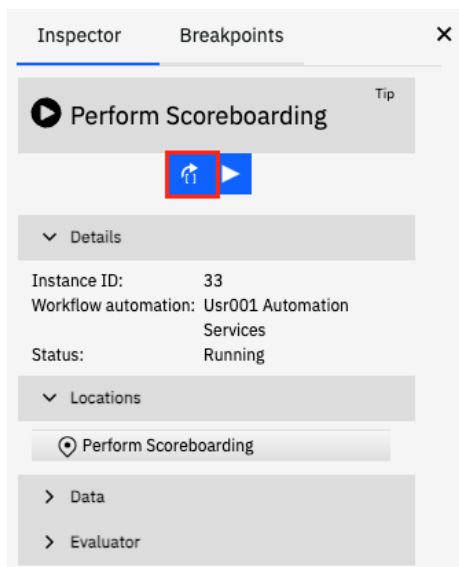 Inspector Breakpoints
Tip
Perform Scoreboarding
Details
Instance ID: 33
Workflow automation: Usr001 Automation
Services
Status: Running
Locations
Perform Scoreboarding
Data
Evaluator